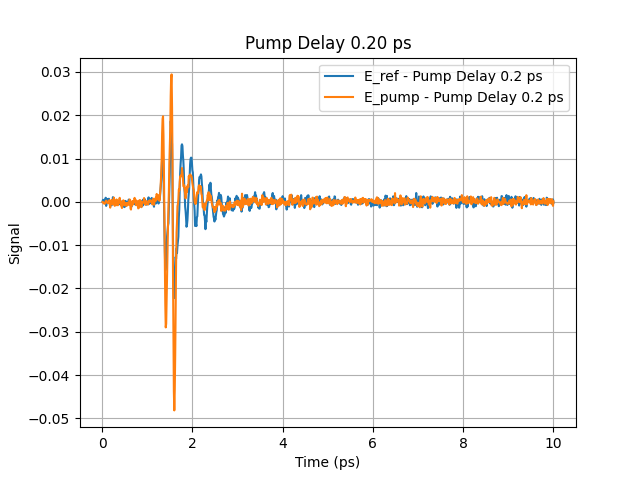 Pump Delay 0.20 ps
E_ref - Pump Delay 0.2 ps
E_pump - Pump Delay 0.2 ps
0.03
0.02
0.01
0.00
−0.01
−0.02
−0.03
−0.04
−0.05
Signal
0 2 4 6 8 10
Time (ps)